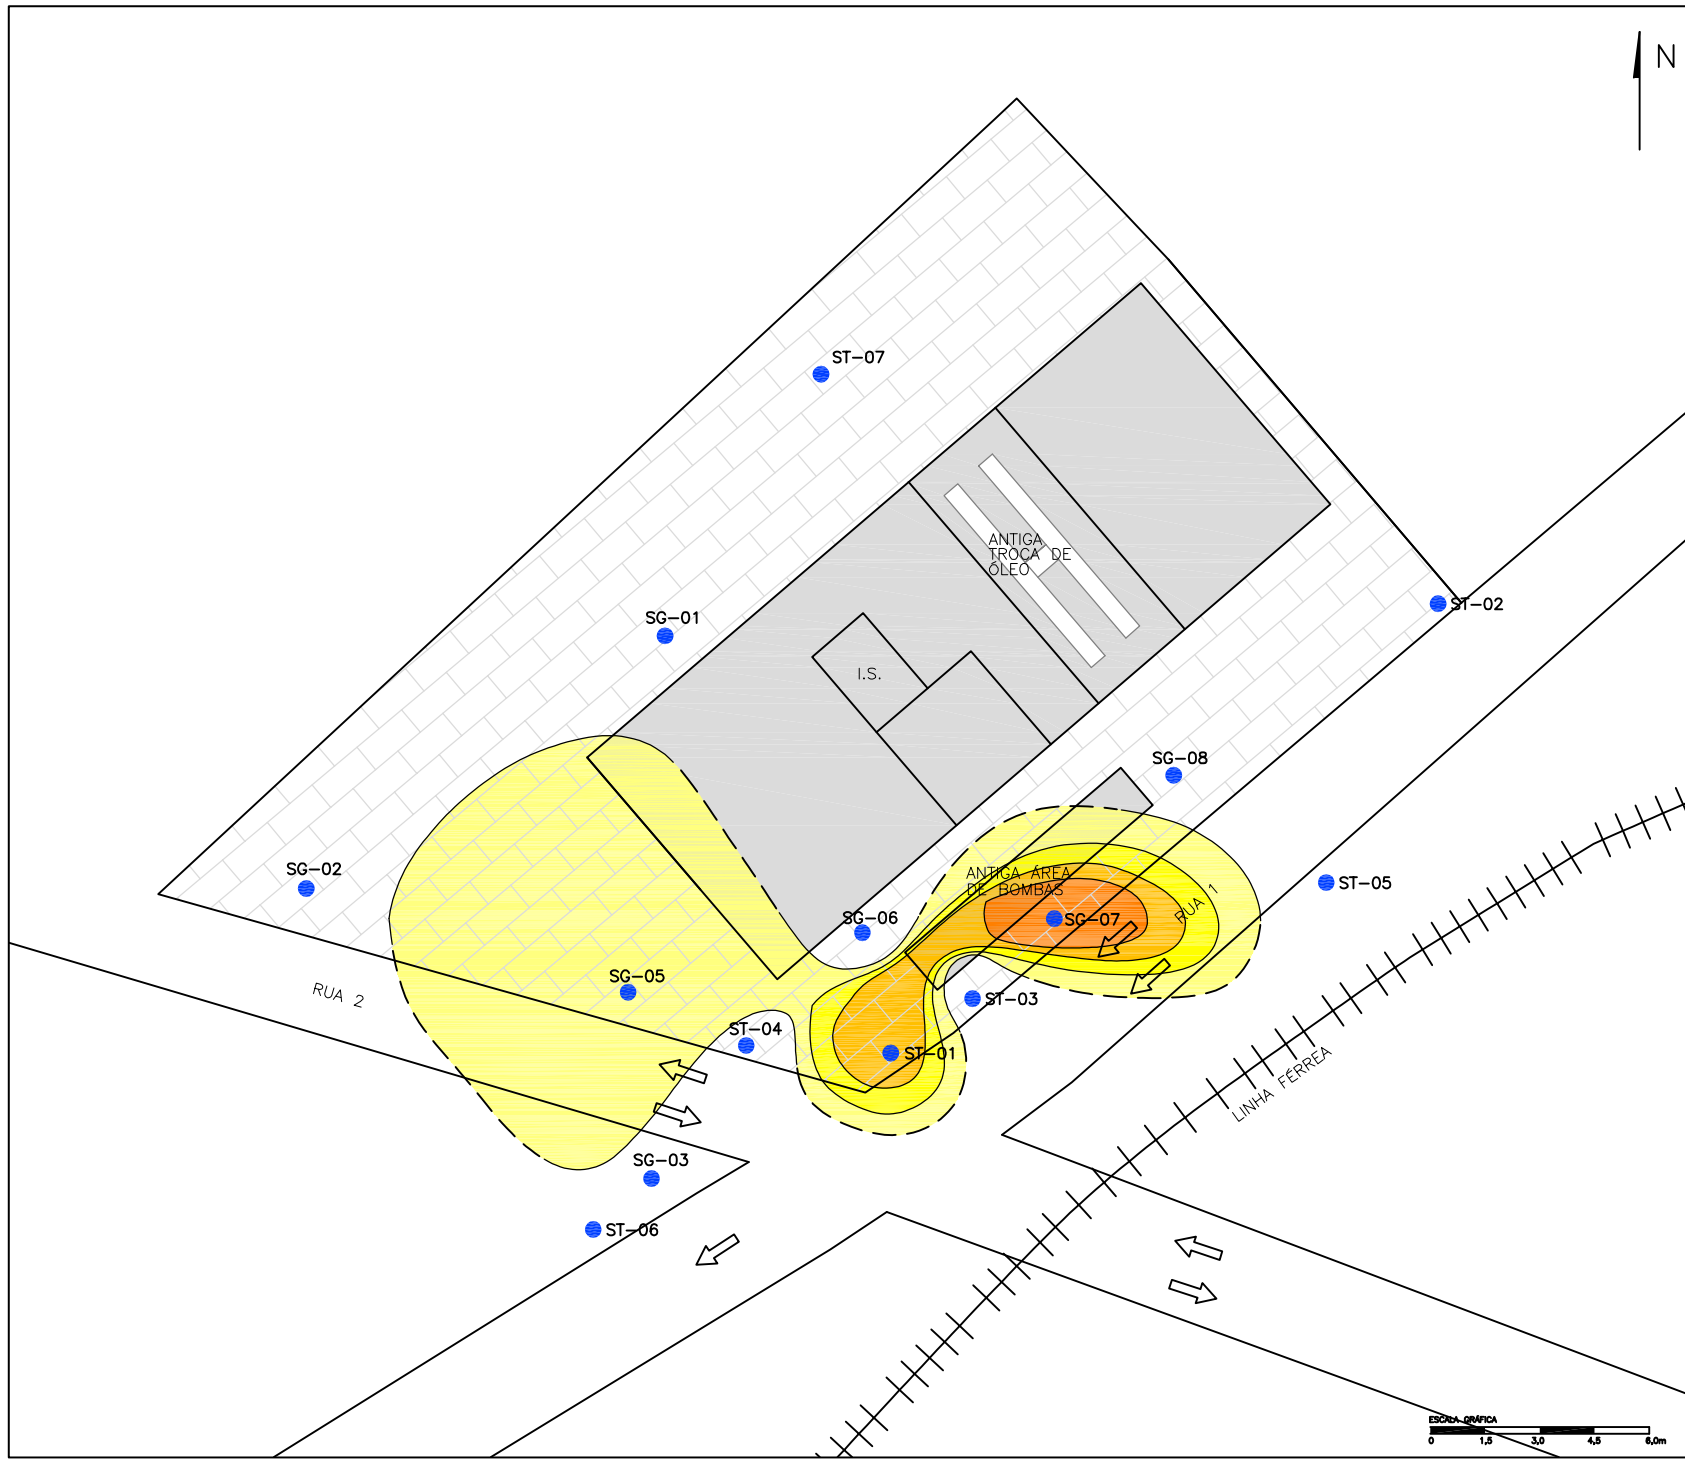 N
ST-07
ANTIGA
TROCA DE
ÓLEO
ST-02
SG-01
I.S.
SG-08
SG-02
ANTIGA ÁREA
DE BOMBAS
ST-05
RUA 1
SG-06
SG-07
SG-05
RUA 2
ST-03
ST-04
ST-01
LINHA FÉRREA
SG-03
ST-06
ESCALA GRÁFICA
0 1,5 3,0 4,5 6,0m